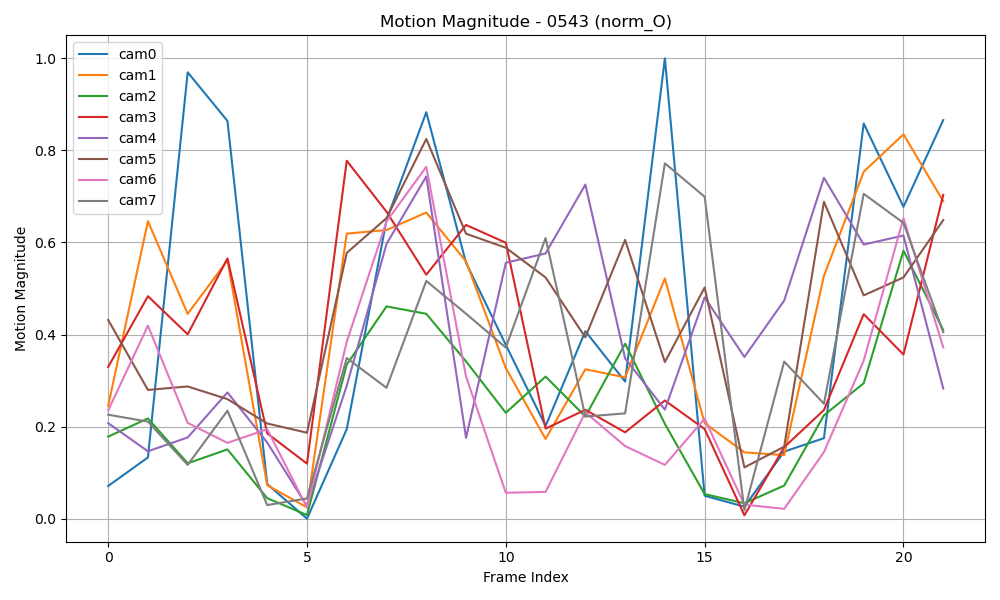 Motion Magnitude - 0543 (norm_O)
cam0
cam1
cam2
cam3
cam4
cam5
cam6
cam7
Motion Magnitude
1.0
0.8
0.6
0.4
0.2
0.0
0 5 10 15 20
Frame Index